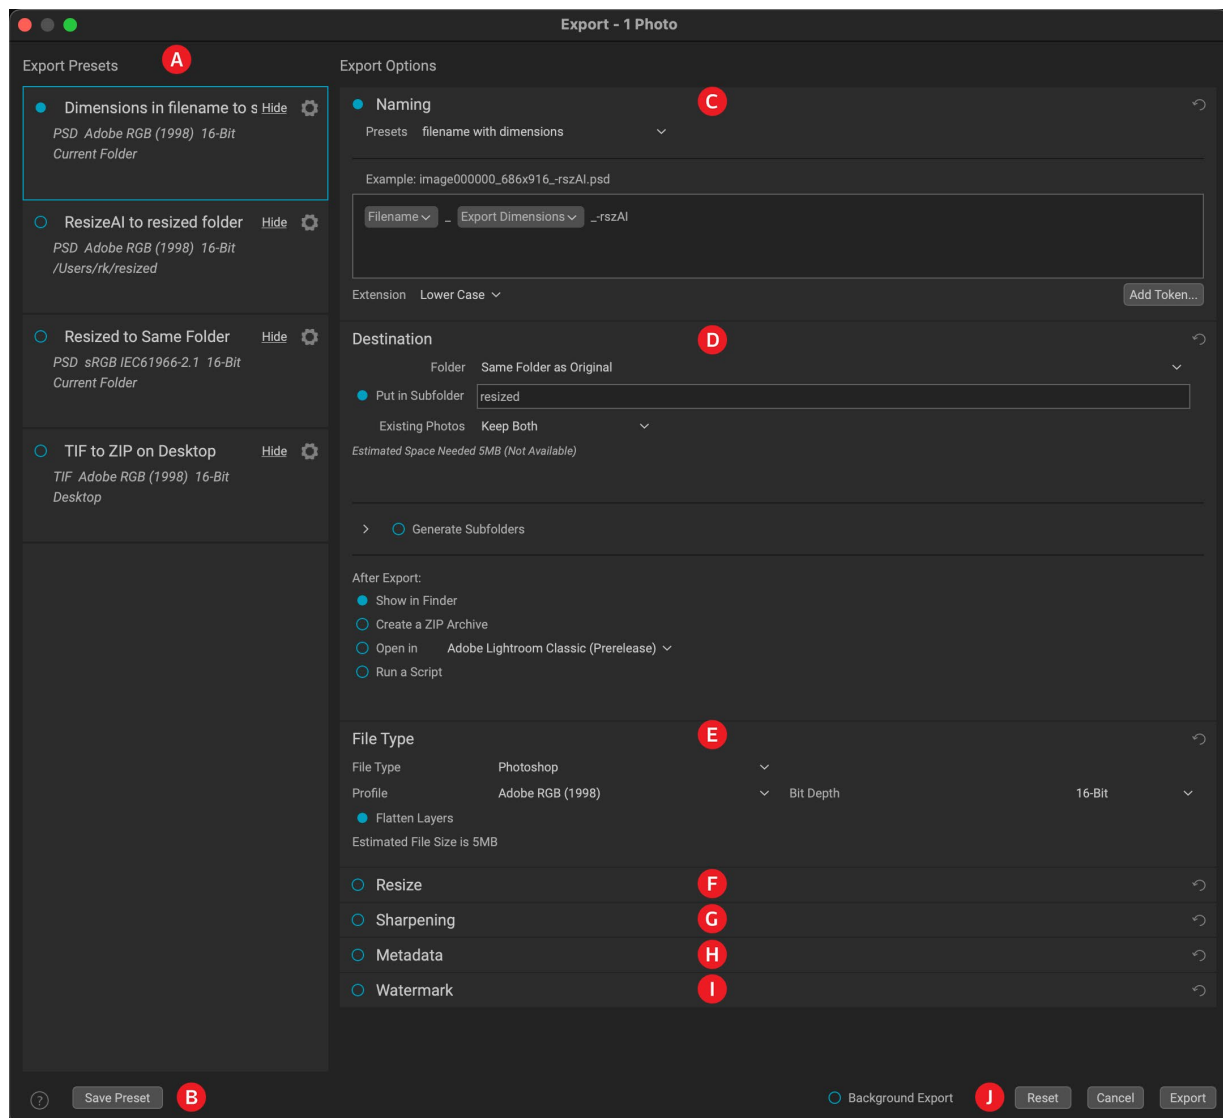 Export - 1 Photo
Export Presets
A
Dimensions in filename to s Hide
PSD Adobe RGB (1998) 16-Bit
Current Folder
ResizeAI to resized folder Hide
PSD Adobe RGB (1998) 16-Bit
/Users/rk/resized
Resized to Same Folder Hide
PSD sRGB IEC61966-2.1 16-Bit
Current Folder
TIF to ZIP on Desktop Hide
TIF Adobe RGB (1998) 16-Bit
Desktop
Export Options
Naming C
Presets filename with dimensions
Example: image000000_686x916_-rszAI.psd
Filename _ Export Dimensions _-rszAI
Extension Lower Case Add Token...
Destination D
Folder Same Folder as Original
Put in Subfolder resized
Existing Photos Keep Both
Estimated Space Needed 5MB (Not Available)
Generate Subfolders
After Export:
Show in Finder
Create a ZIP Archive
Open in Adobe Lightroom Classic (Prerelease)
Run a Script
File Type E
File Type Photoshop
Profile Adobe RGB (1998) Bit Depth 16-Bit
Flatten Layers
Estimated File Size is 5MB
Resize F
Sharpening G
Metadata H
Watermark I
? Save Preset B Background Export J Reset Cancel Export